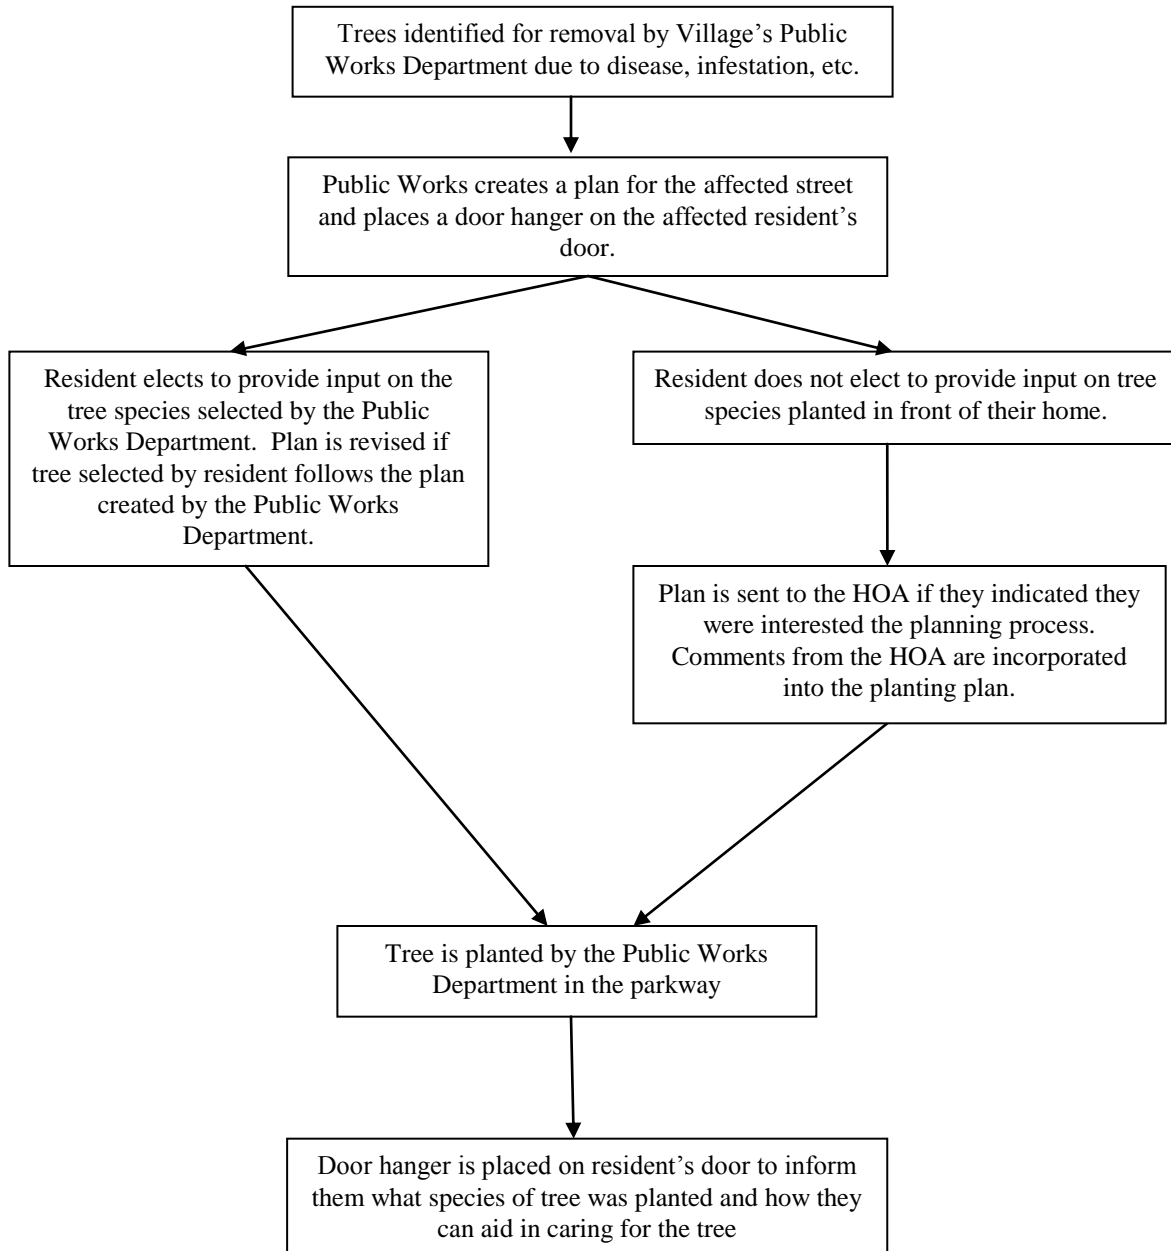 Trees identified for removal by Village’s Public
Works Department due to disease, infestation, etc.
Public Works creates a plan for the affected street
and places a door hanger on the affected resident’s
door.
Resident elects to provide input on the
tree species selected by the Public
Works Department.  Plan is revised if
tree selected by resident follows the plan
created by the Public Works
Department.
Resident does not elect to provide input on tree
species planted in front of their home.
Plan is sent to the HOA if they indicated they
were interested the planning process.
Comments from the HOA are incorporated
into the planting plan.
Tree is planted by the Public Works
Department in the parkway
Door hanger is placed on resident’s door to inform
them what species of tree was planted and how they
can aid in caring for the tree